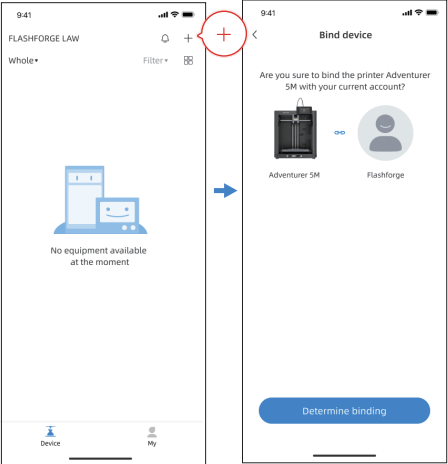 9:41
FLASHFORGE LAW
Whole▾ Filter▾
No equipment available
at the moment
Device My
9:41
Bind device
Are you sure to bind the printer Adventurer
5M with your current account?
Adventurer 5M Flashforge
Determine binding